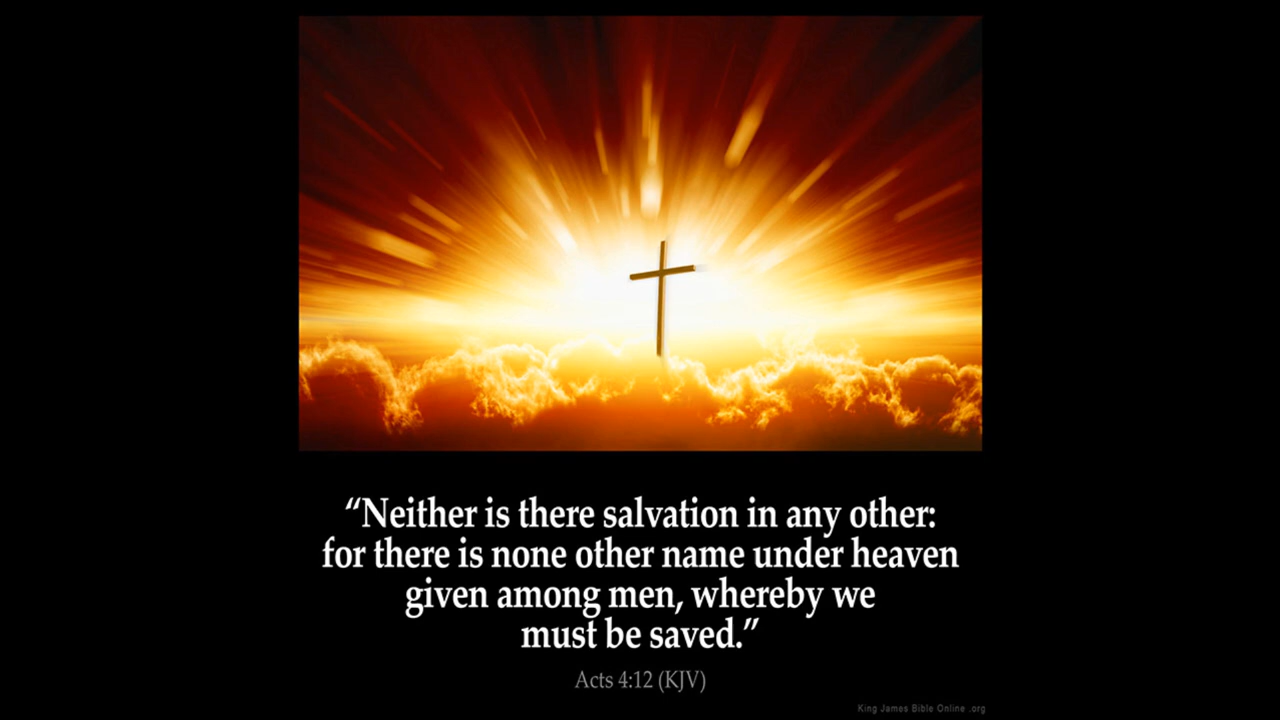 “Neither is there salvation in any other:
for there is none other name under heaven
given among men, whereby we
must be saved.”
Acts 4:12 (KJV)
King James Bible Online .org